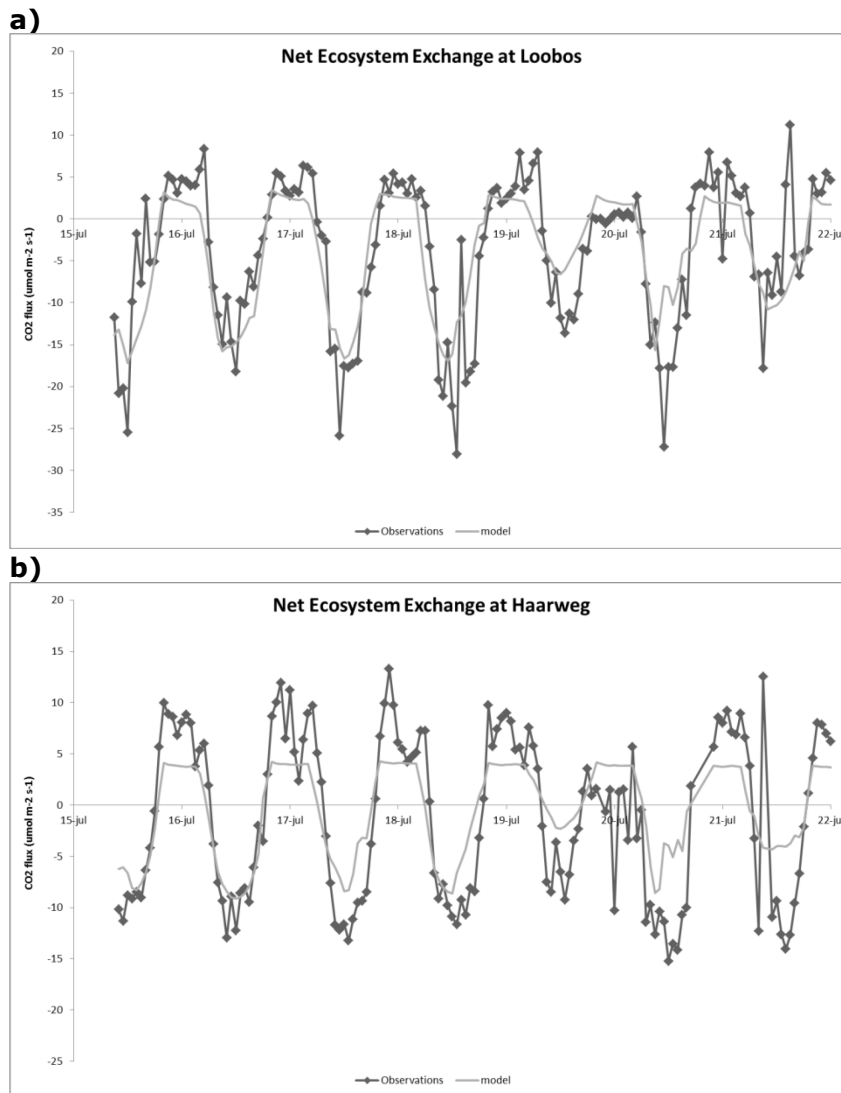 a)
Net Ecosystem Exchange at Loobos
20
15
10
5
0
-5
-10
-15
-20
-25
-30
-35
CO2 flux (umol m-2 s-1)
15-jul 16-jul 17-jul 18-jul 19-jul 20-jul 21-jul 22-jul
Observations model
b)
Net Ecosystem Exchange at Haarweg
20
15
10
5
0
-5
-10
-15
-20
-25
CO2 flux (umol m-2 s-1)
15-jul 16-jul 17-jul 18-jul 19-jul 20-jul 21-jul 22-jul
Observations model